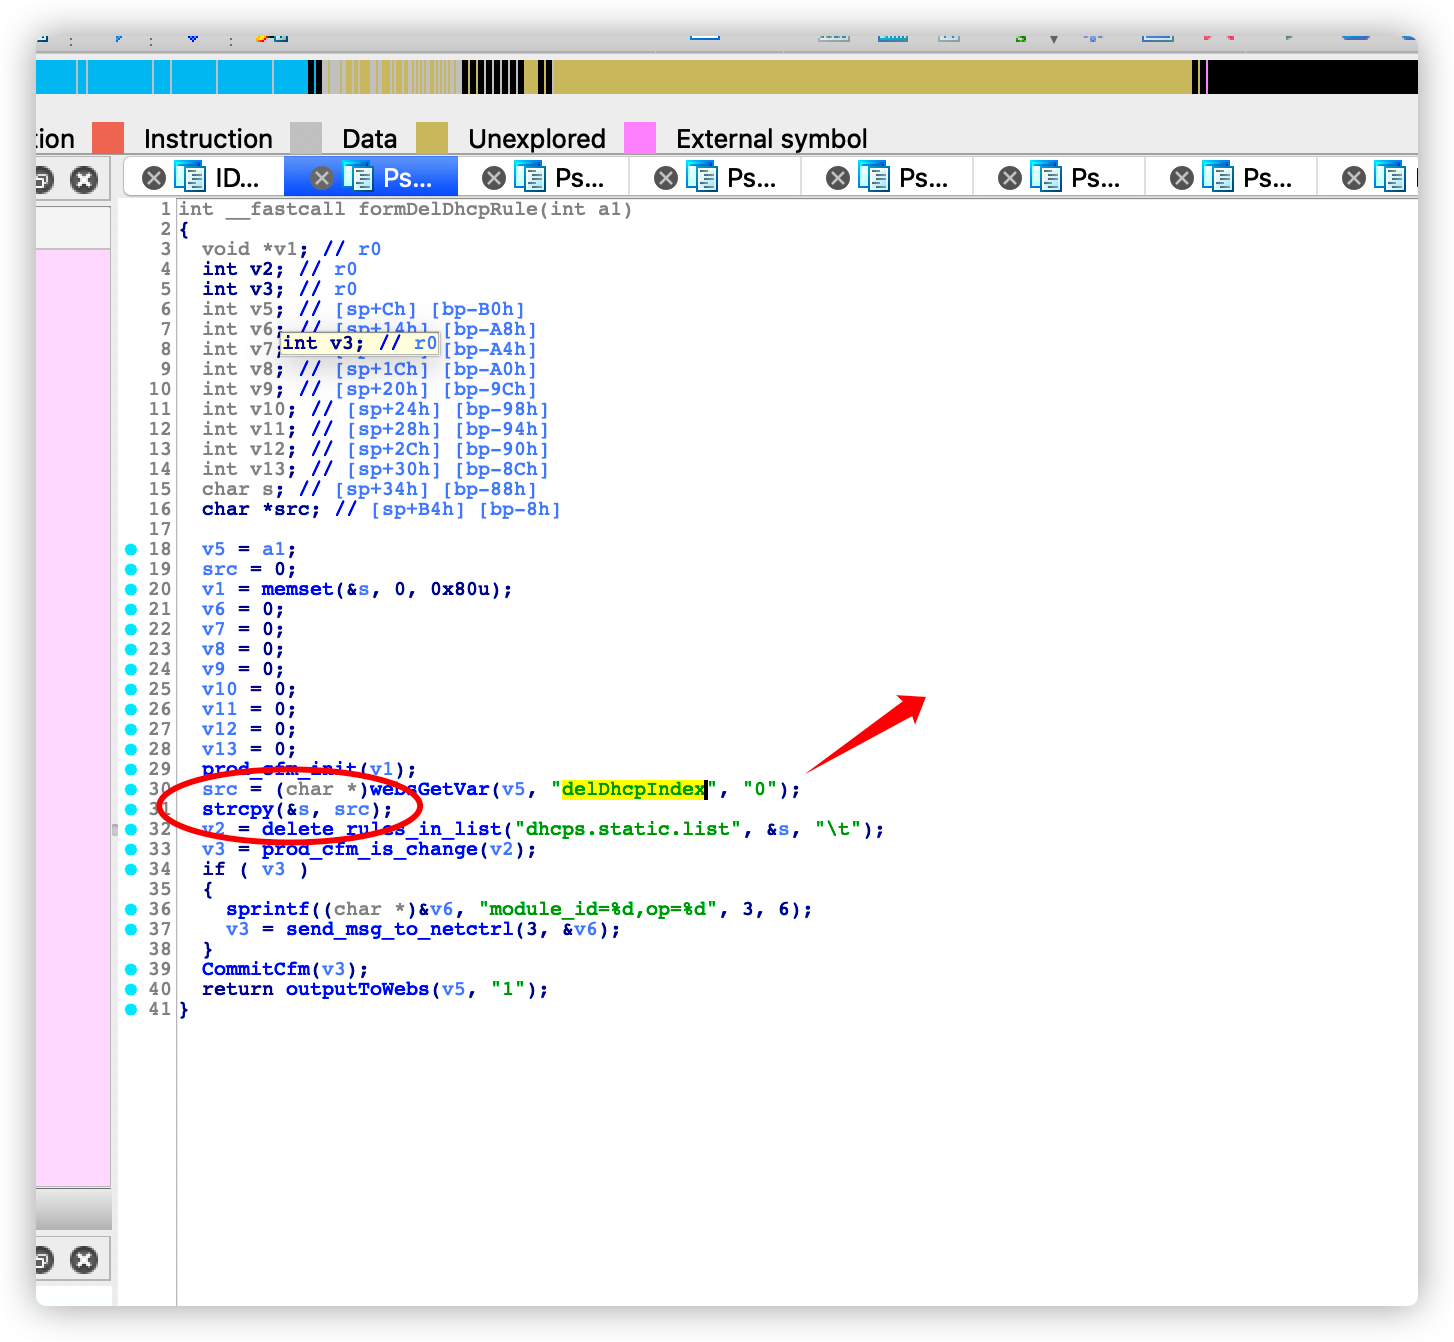 tion Instruction Data Unexplored External symbol
ID... Ps... Ps... Ps... Ps... Ps... Ps...
1 int __fastcall formDelDhcpRule(int a1)
2 {
3 void *v1; // r0
4 int v2; // r0
5 int v3; // r0
6 int v5; // [sp+Ch] [bp-B0h]
7 int v6; // [sp+14h] [bp-A8h]
int v3; // r0
8 int v7; [bp-A4h]
9 int v8; // [sp+1Ch] [bp-A0h]
10 int v9; // [sp+20h] [bp-9Ch]
11 int v10; // [sp+24h] [bp-98h]
12 int v11; // [sp+28h] [bp-94h]
13 int v12; // [sp+2Ch] [bp-90h]
14 int v13; // [sp+30h] [bp-8Ch]
15 char s; // [sp+34h] [bp-88h]
16 char *src; // [sp+B4h] [bp-8h]
17
18 v5 = a1;
19 src = 0;
20 v1 = memset(&s, 0, 0x80u);
21 v6 = 0;
22 v7 = 0;
23 v8 = 0;
24 v9 = 0;
25 v10 = 0;
26 v11 = 0;
27 v12 = 0;
28 v13 = 0;
29 prod_cfm_init(v1);
30 src = (char *)websGetVar(v5, "delDhcpIndex", "0");
31 strcpy(&s, src);
32 v2 = delete_rules_in_list("dhcps.static.list", &s, "\t");
33 v3 = prod_cfm_is_change(v2);
34 if ( v3 )
35 {
36 sprintf((char *)&v6, "module_id=%d,op=%d", 3, 6);
37 v3 = send_msg_to_netctrl(3, &v6);
38 }
39 CommitCfm(v3);
40 return outputToWebs(v5, "1");
41 }